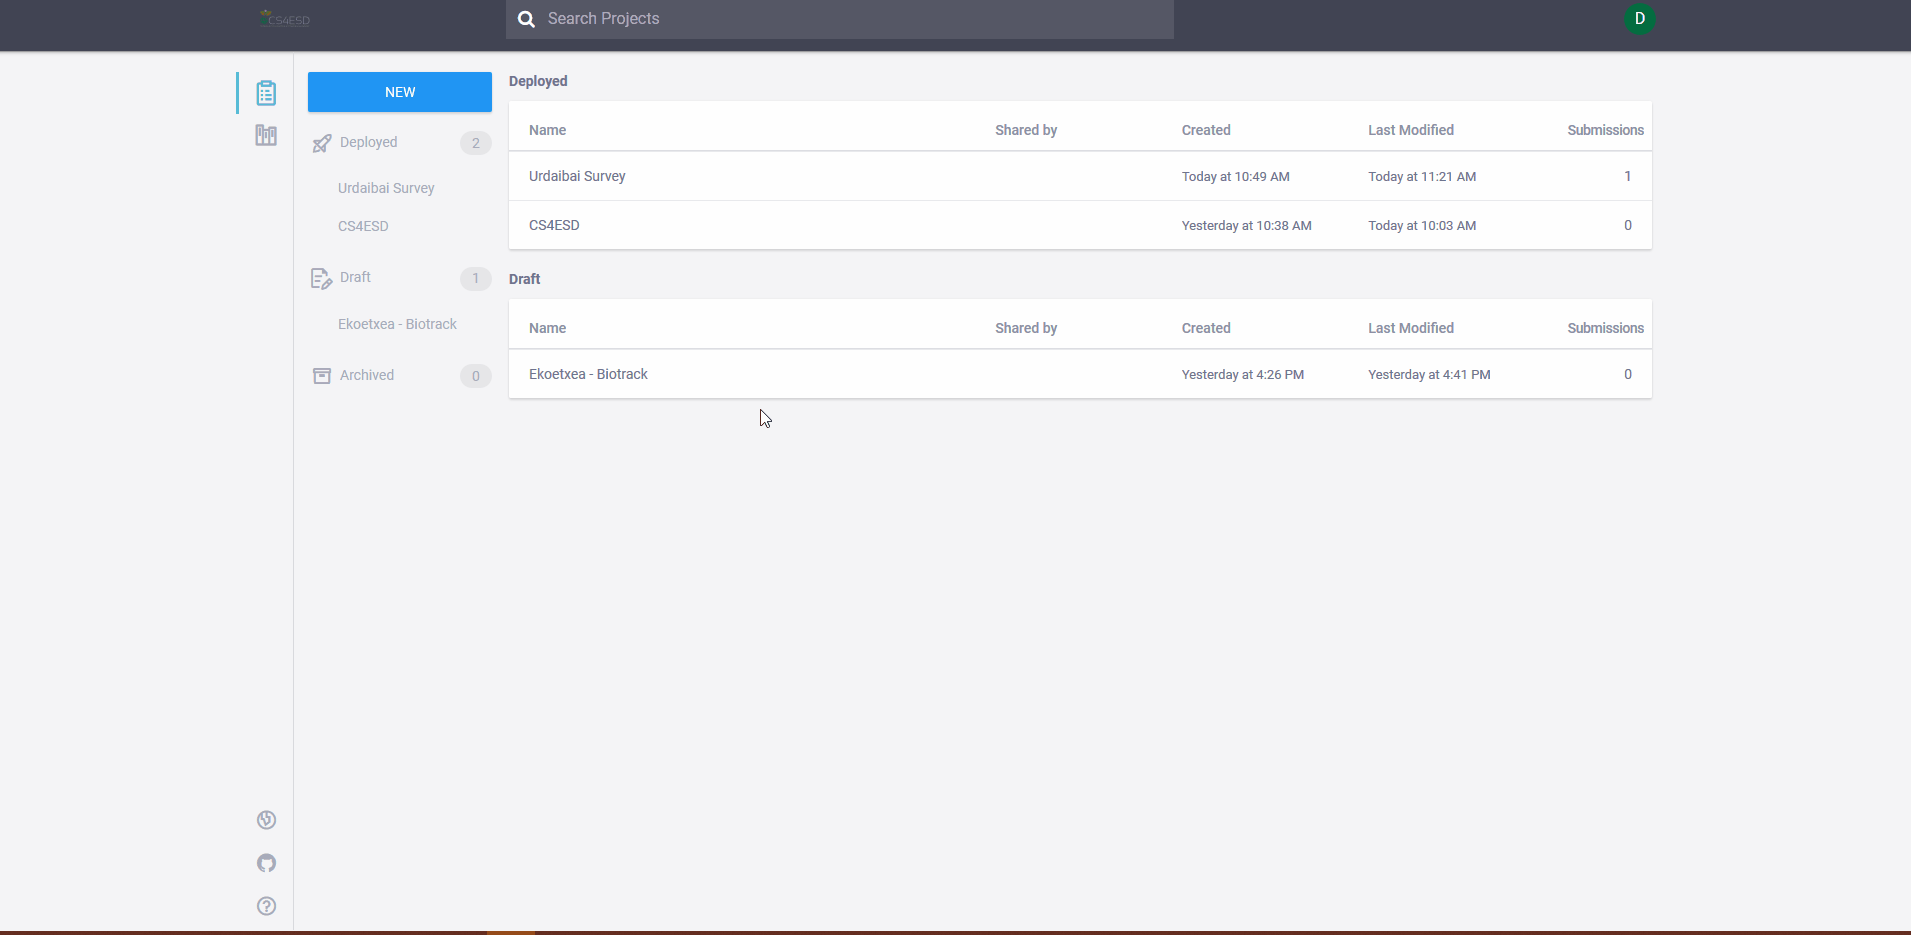 CS4ESD
Search Projects
D
NEW
Deployed 2
Urdaibai Survey
CS4ESD
Draft 1
Ekoetxea - Biotrack
Archived 0
Deployed
Name Shared by Created Last Modified Submissions
Urdaibai Survey Today at 10:49 AM Today at 11:21 AM 1
CS4ESD Yesterday at 10:38 AM Today at 10:03 AM 0
Draft
Name Shared by Created Last Modified Submissions
Ekoetxea - Biotrack Yesterday at 4:26 PM Yesterday at 4:41 PM 0